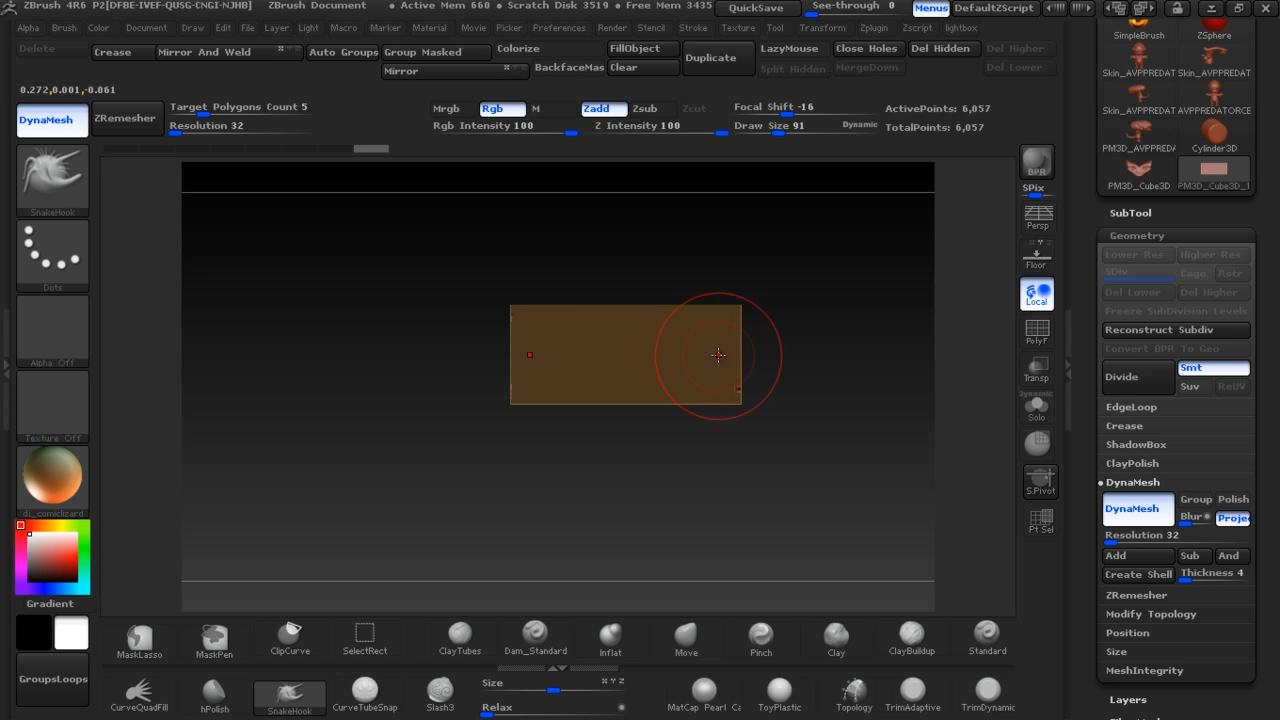 ZBrush 4R6 P2[DFBE-IVEF-QUSG-CNGI-NJHB] ZBrush Document • Active Mem 660 • Scratch Disk 3519 • Free Mem 3435 QuickSave See-through 0 Menus DefaultZScript
Alpha Brush Color Document Draw Edit File Layer Light Macro Marker Material Movie Picker Preferences Render Stencil Stroke Texture Tool Transform Zplugin Zscript lightbox
Delete Crease Mirror And Weld Auto Groups Group Masked Colorize FillObject Duplicate LazyMouse Close Holes Del Hidden Del Higher
Mirror BackfaceMas Clear Split Hidden MergeDown Del Lower
0.272,0.001,-0.061
DynaMesh ZRemesher Target Polygons Count 5 Mrgb Rgb M Zadd Zsub Zcut Focal Shift -16 ActivePoints: 6,057
Resolution 32 Rgb Intensity 100 Z Intensity 100 Draw Size 91 Dynamic TotalPoints: 6,057
SnakeHook
Dots
Alpha Off
Texture Off
dj_comiclizard
Gradient
GroupsLoops
BPR
SPix
Persp
Floor
Local
PolyF
Transp
Dynamic
Solo
S.Pivot
Pt Sel
SimpleBrush ZSphere
Skin_AVPPREDAT Skin_AVPPREDAT
Skin_AVPPREDAT AVPPREDATORCE
PM3D_AVPPREDA Cylinder3D
PM3D_Cube3D PM3D_Cube3D_1
SubTool
Geometry
Lower Res Higher Res
SDiv Cage Rstr
Del Lower Del Higher
Freeze SubDivision Levels
Reconstruct Subdiv
Convert BPR To Geo
Divide Smt
Suv ReUV
EdgeLoop
Crease
ShadowBox
ClayPolish
DynaMesh
DynaMesh Group Polish
Blur Projec
Resolution 32
Add Sub And
Create Shell Thickness 4
ZRemesher
Modify Topology
Position
Size
MeshIntegrity
Layers
MaskLasso MaskPen ClipCurve SelectRect ClayTubes Dam_Standard Inflat Move Pinch Clay ClayBuildup Standard
CurveQuadFill hPolish SnakeHook CurveTubeSnap Slash3 Size X Y Z
Relax MatCap Pearl Ca ToyPlastic Topology TrimAdaptive TrimDynamic